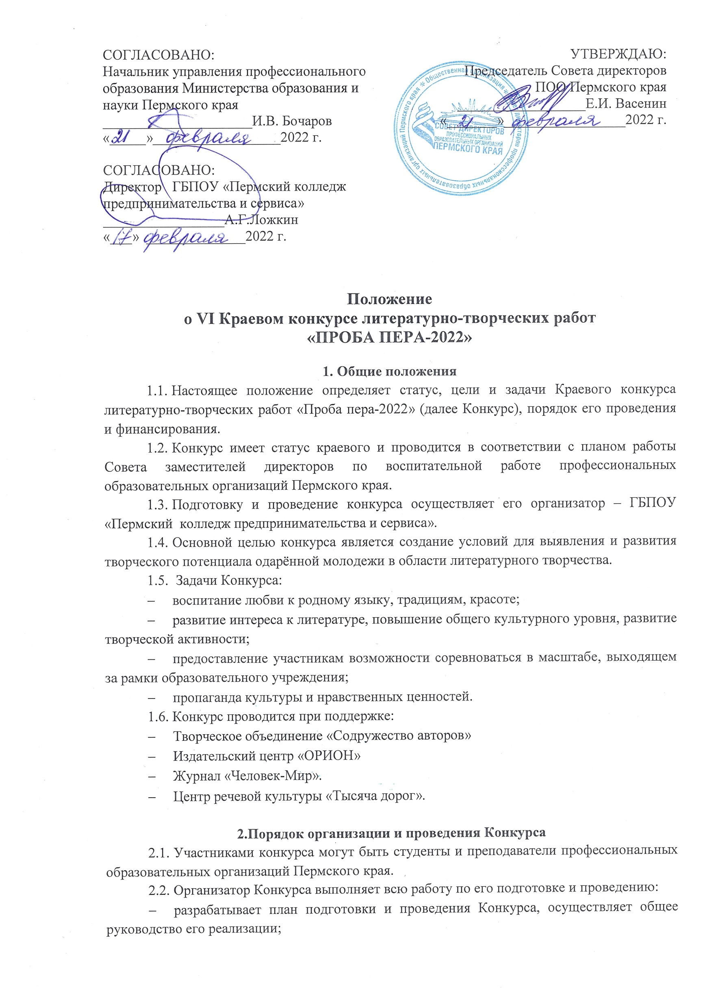 СОГЛАСОВАНО:
Начальник управления профессионального
образования Министерства образования и
науки Пермского края
____________________И.В. Бочаров
«21» февраля 2022 г.
УТВЕРЖДАЮ:
Председатель Совета директоров
ПОО Пермского края
Е.И. Васенин
«21» февраля 2022 г.
Общественная организация * Совет директоров профессиональных образовательных организаций Пермского края *
СОВЕТ ДИРЕКТОРОВ
ПРОФЕССИОНАЛЬНЫХ
ОБРАЗОВАТЕЛЬНЫХ ОРГАНИЗАЦИЙ
ПЕРМСКОГО КРАЯ
СОГЛАСОВАНО:
Директор ГБПОУ «Пермский колледж
предпринимательства и сервиса»
________________А.Г.Ложкин
«17» февраля 2022 г.
Положение
о VI Краевом конкурсе литературно-творческих работ
«ПРОБА ПЕРА-2022»
1. Общие положения
1.1. Настоящее положение определяет статус, цели и задачи Краевого конкурса
литературно-творческих работ «Проба пера-2022» (далее Конкурс), порядок его проведения
и финансирования.
1.2. Конкурс имеет статус краевого и проводится в соответствии с планом работы
Совета заместителей директоров по воспитательной работе профессиональных
образовательных организаций Пермского края.
1.3. Подготовку и проведение конкурса осуществляет его организатор – ГБПОУ
«Пермский колледж предпринимательства и сервиса».
1.4. Основной целью конкурса является создание условий для выявления и развития
творческого потенциала одарённой молодежи в области литературного творчества.
1.5. Задачи Конкурса:
– воспитание любви к родному языку, традициям, красоте;
– развитие интереса к литературе, повышение общего культурного уровня, развитие
творческой активности;
– предоставление участникам возможности соревноваться в масштабе, выходящем
за рамки образовательного учреждения;
– пропаганда культуры и нравственных ценностей.
1.6. Конкурс проводится при поддержке:
– Творческое объединение «Содружество авторов»
– Издательский центр «ОРИОН»
– Журнал «Человек-Мир».
– Центр речевой культуры «Тысяча дорог».
2.Порядок организации и проведения Конкурса
2.1. Участниками конкурса могут быть студенты и преподаватели профессиональных
образовательных организаций Пермского края.
2.2. Организатор Конкурса выполняет всю работу по его подготовке и проведению:
– разрабатывает план подготовки и проведения Конкурса, осуществляет общее
руководство его реализации;